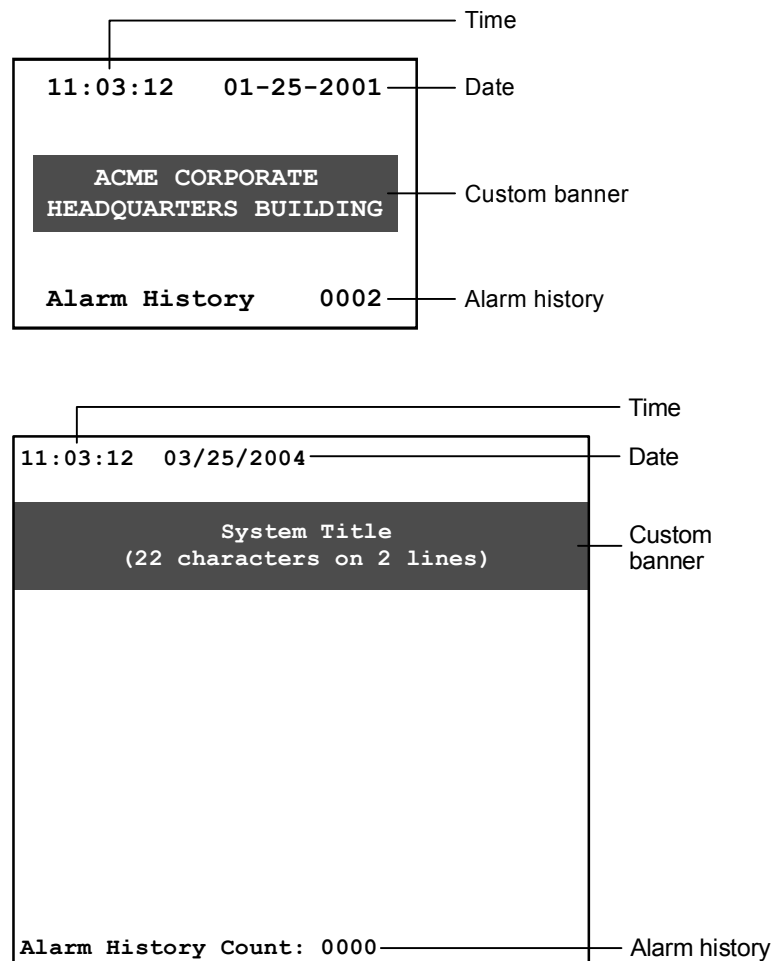 Time
11:03:12 01-25-2001
Date
ACME CORPORATE
HEADQUARTERS BUILDING
Custom banner
Alarm History 0002
Alarm history
Time
11:03:12 03/25/2004
Date
System Title
(22 characters on 2 lines)
Custom
banner
Alarm History Count: 0000
Alarm history